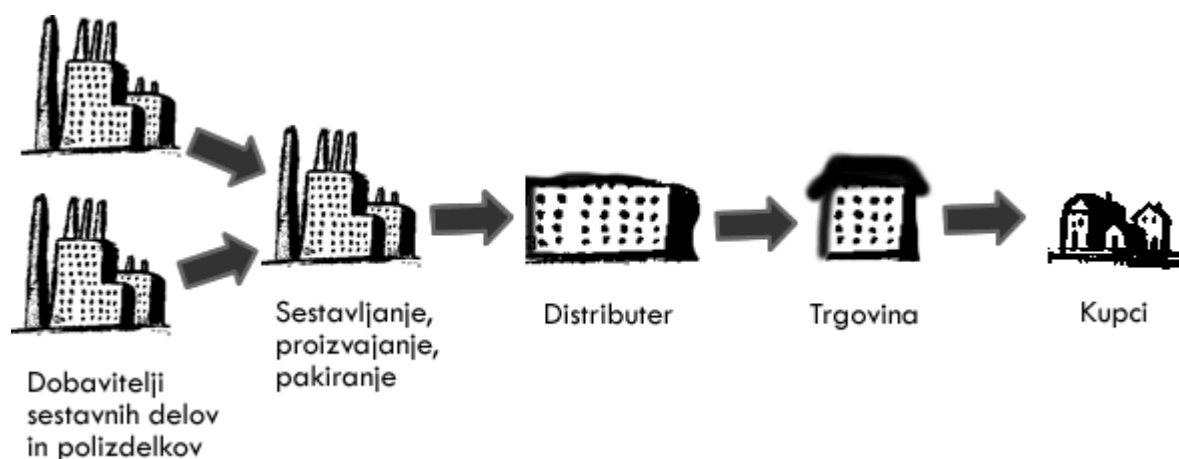 Dobavitelji
sestavnih delov
in polizdelkov
Sestavljanje,
proizvajanje,
pakiranje
Distributer
Trgovina
Kupci